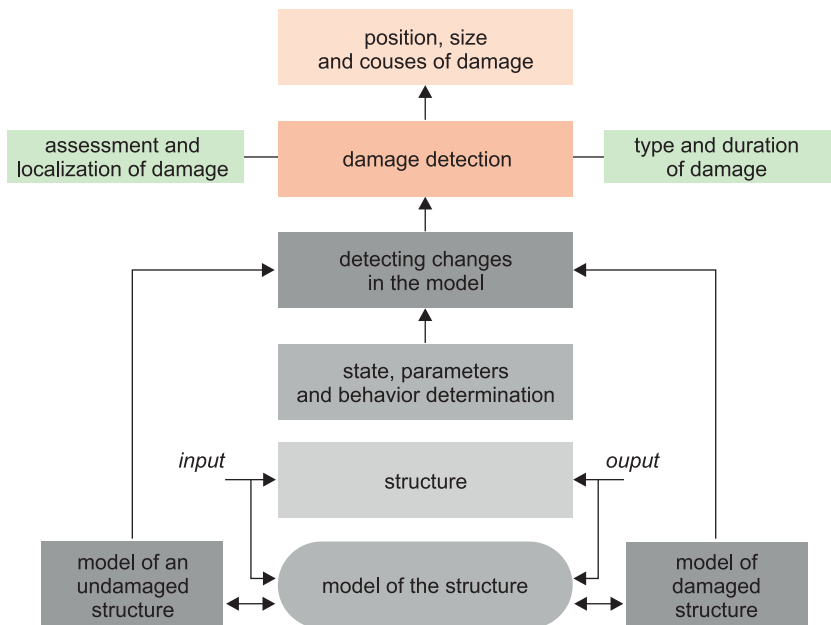 position, size
and couses of damage
assessment and
localization of damage
damage detection
type and duration
of damage
detecting changes
in the model
state, parameters
and behavior determination
input
structure
ouput
model of an
undamaged
structure
model of the structure
model of
damaged
structure